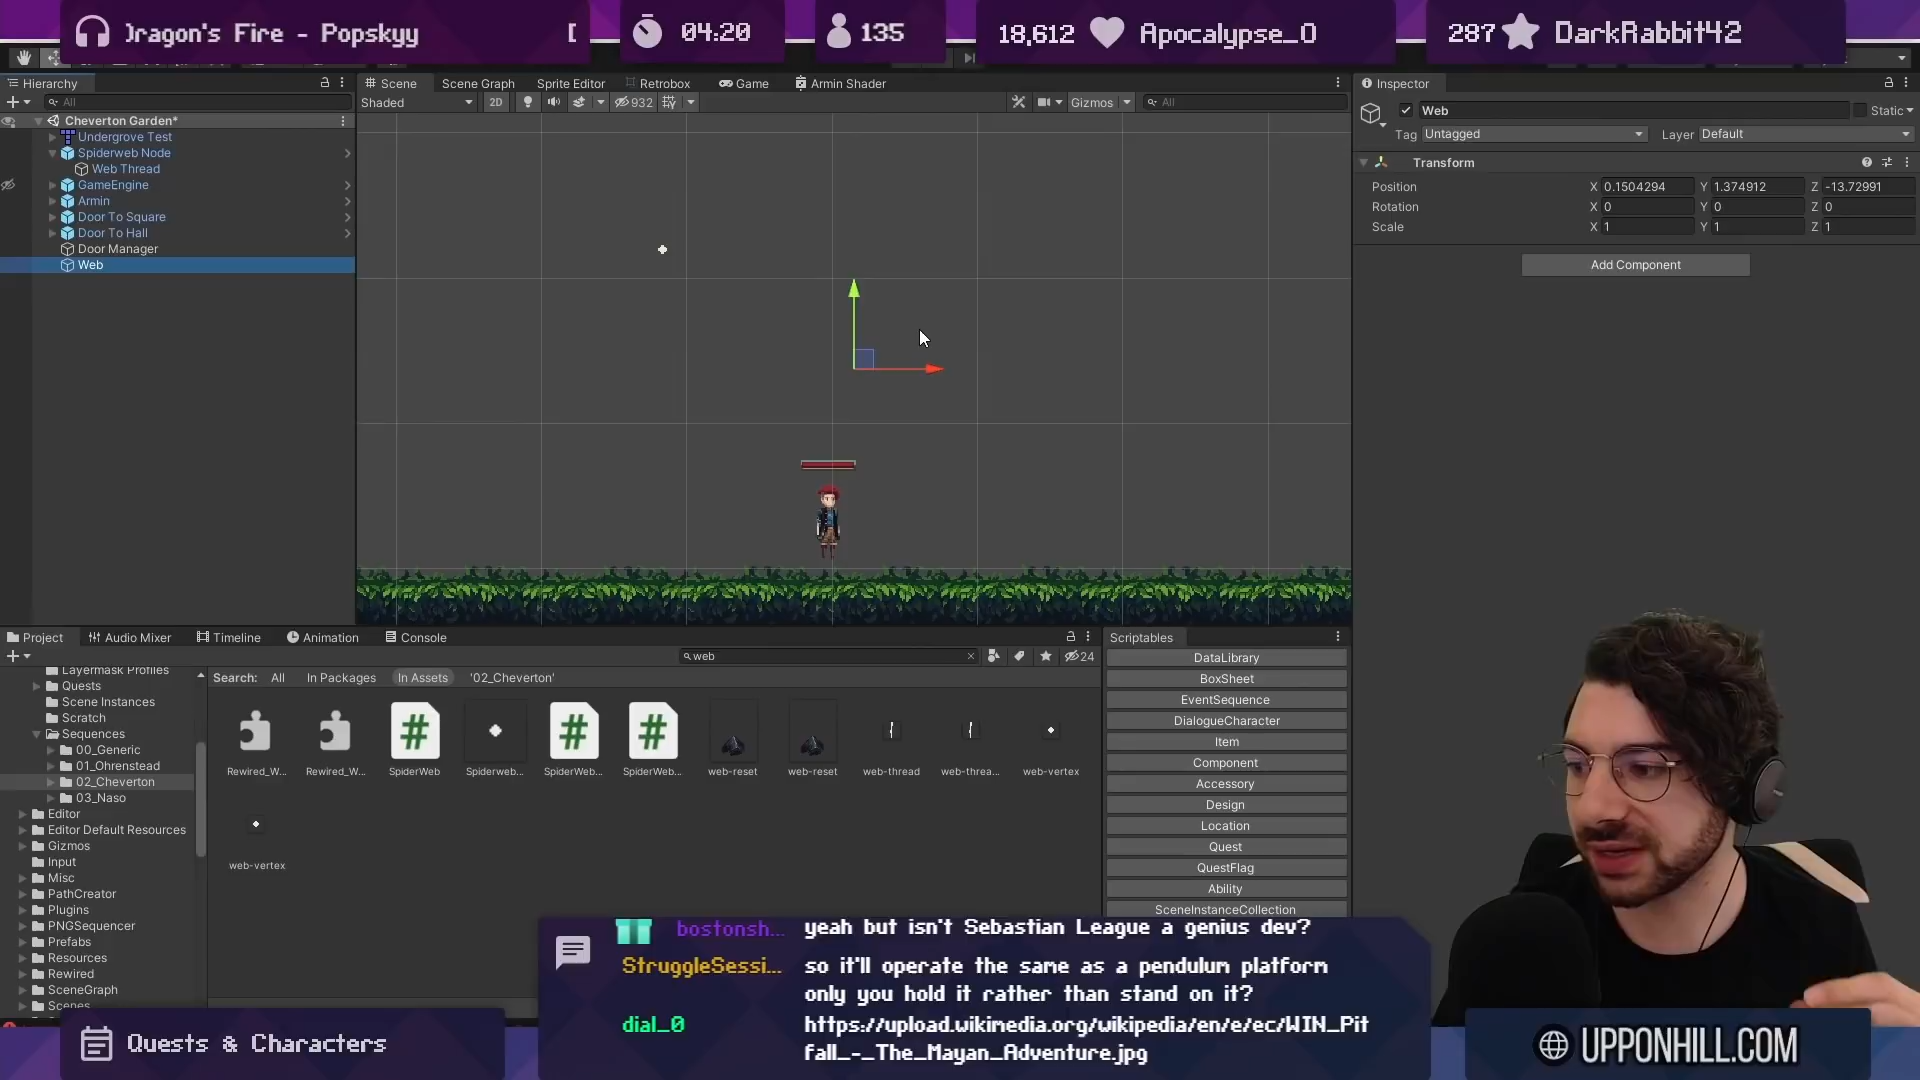 Dragon's Fire - Popskyy
04:20
135
18,612 Apocalypse_0
287 DarkRabbit42
Hierarchy
All
Cheverton Garden*
Undergrove Test
Spiderweb Node
Web Thread
GameEngine
Armin
Door To Square
Door To Hall
Door Manager
Web
Scene
Scene Graph
Sprite Editor
Retrobox
Game
Armin Shader
Shaded
2D
932
Gizmos
All
Inspector
Web
Static
Tag Untagged
Layer Default
Transform
Position X 0.1504294 Y 1.374912 Z -13.72991
Rotation X 0 Y 0 Z 0
Scale X 1 Y 1 Z 1
Add Component
Project
Audio Mixer
Timeline
Animation
Console
web
24
Layermask Profiles
Quests
Scene Instances
Scratch
Sequences
00_Generic
01_Ohrenstead
02_Cheverton
03_Naso
Editor
Editor Default Resources
Gizmos
Input
Misc
PathCreator
Plugins
PNGSequencer
Prefabs
Resources
Rewired
SceneGraph
Scenes
Search: All In Packages In Assets '02_Cheverton'
Rewired_W...
Rewired_W...
SpiderWeb
Spiderweb...
SpiderWeb...
SpiderWeb...
web-reset
web-reset
web-thread
web-threa...
web-vertex
web-vertex
Scriptables
DataLibrary
BoxSheet
EventSequence
DialogueCharacter
Item
Component
Accessory
Design
Location
Quest
QuestFlag
Ability
SceneInstanceCollection
bostonsh... yeah but isn't Sebastian League a genius dev?
StruggleSessi... so it'll operate the same as a pendulum platform
only you hold it rather than stand on it?
dial_0 https://upload.wikimedia.org/wikipedia/en/e/ec/WIN_Pit
fall_-_The_Mayan_Adventure.jpg
Quests & Characters
UPPONHILL.COM